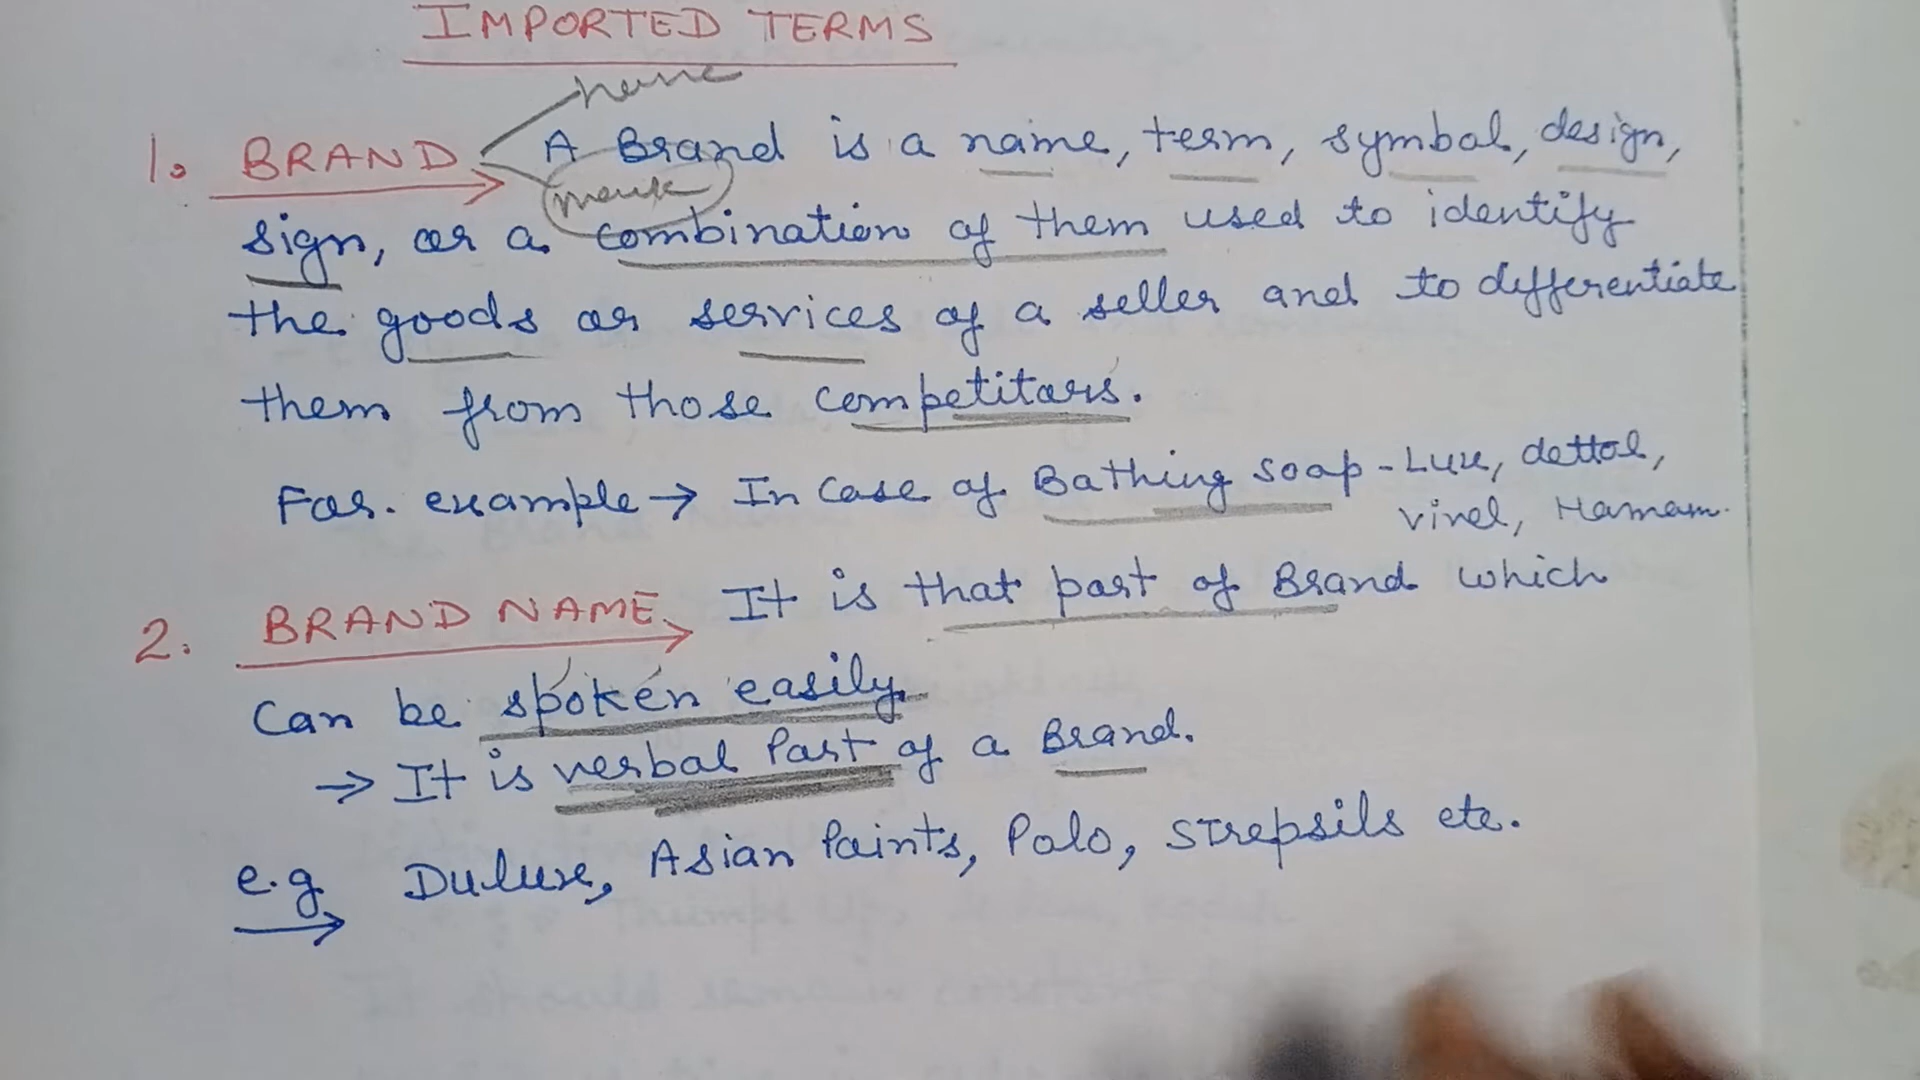 IMPORTED TERMS
name
1. BRAND A Brand is a name, term, symbol, design,
mark
sign, or a combination of them used to identify
the goods or services of a seller and to differentiate
them from those competitors.
For. example → In Case of Bathing Soap - Lux, dettol,
vivel, Hamam.
2. BRAND NAME It is that part of Brand which
Can be spoken easily.
→ It is verbal Part of a Brand.
e.g Dulux, Asian Paints, Polo, Strepsils etc.